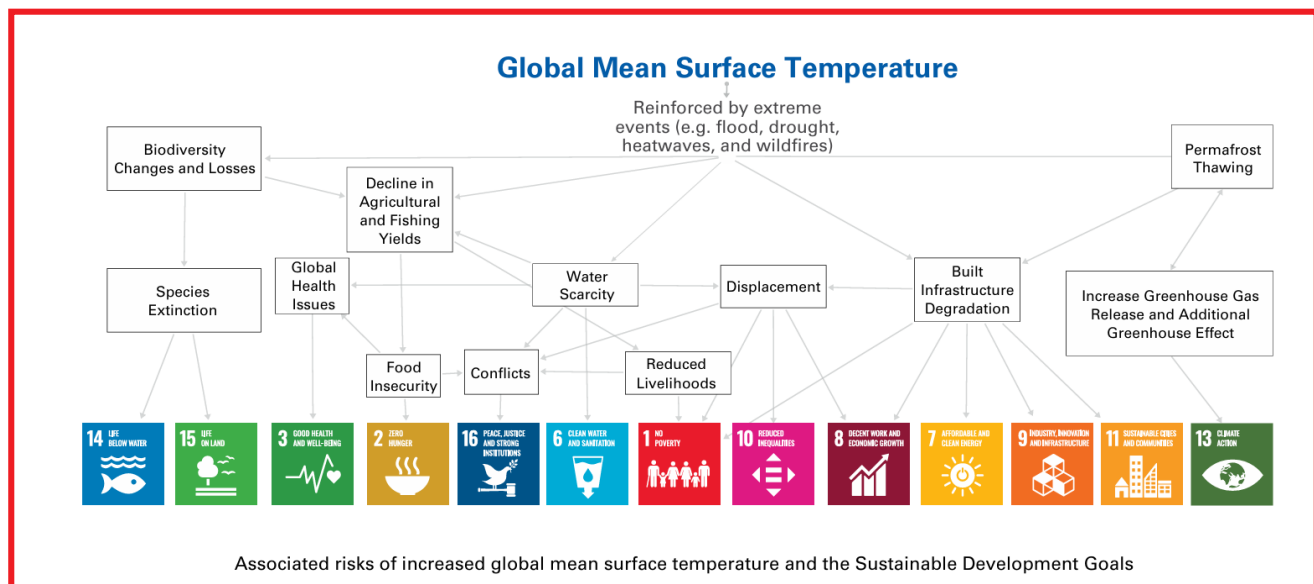 Global Mean Surface Temperature
Reinforced by extreme
events (e.g. flood, drought,
heatwaves, and wildfires)
Biodiversity
Changes and Losses
Permafrost
Thawing
Decline in
Agricultural
and Fishing
Yields
Global
Health
Issues
Water
Scarcity
Displacement
Built
Infrastructure
Degradation
Species
Extinction
Increase Greenhouse Gas
Release and Additional
Greenhouse Effect
Food
Insecurity
Conflicts
Reduced
Livelihoods
14 LIFE
BELOW WATER
15 LIFE
ON LAND
3 GOOD HEALTH
AND WELL-BEING
2 ZERO
HUNGER
16 PEACE, JUSTICE
AND STRONG
INSTITUTIONS
6 CLEAN WATER
AND SANITATION
1 NO
POVERTY
10 REDUCED
INEQUALITIES
8 DECENT WORK AND
ECONOMIC GROWTH
7 AFFORDABLE AND
CLEAN ENERGY
9 INDUSTRY, INNOVATION
AND INFRASTRUCTURE
11 SUSTAINABLE CITIES
AND COMMUNITIES
13 CLIMATE
ACTION
Associated risks of increased global mean surface temperature and the Sustainable Development Goals